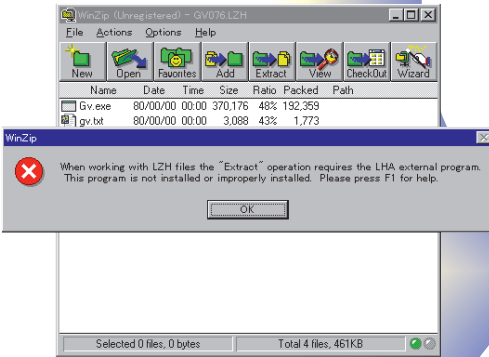 WinZip (Unregistered) - GV076.LZH
File Actions Options Help
New Open Favorites Add Extract View CheckOut Wizard
Name Date Time Size Ratio Packed Path
Gv.exe 80/00/00 00:00 370,176 48% 192,359
gv.txt 80/00/00 00:00 3,088 43% 1,773
WinZip
When working with LZH files the "Extract" operation requires the LHA external program.
This program is not installed or improperly installed. Please press F1 for help.
OK
Selected 0 files, 0 bytes Total 4 files, 461KB